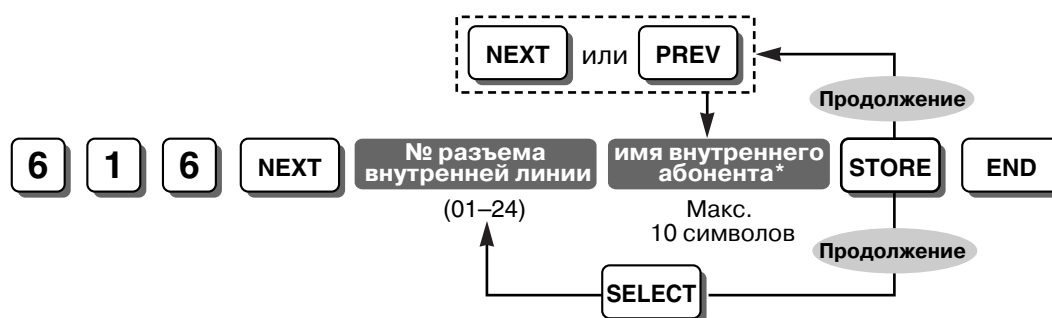 NEXT или PREV
Продолжение
6 1 6 NEXT № разъема внутренней линии имя внутреннего абонента* STORE END
(01–24)
Макс.
10 символов
Продолжение
SELECT